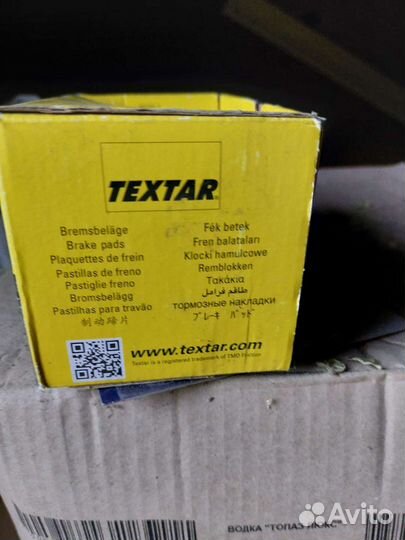 TEXTAR
Bremsbeläge
Brake pads
Plaquettes de frein
Pastillas de freno
Pastiglie freno
Bromsbelägg
Pastilhas para travão
制动蹄片
Fék betek
Fren balataları
Klocki hamulcowe
Remblokken
Τακάκια
طاقم فرامل
тормозные накладки
ブレーキ パッド
www.textar.com
Textar is a registered trademark of TMD Friction
ВОДКА "ТОПАЗ ЛЮКС"
Avito